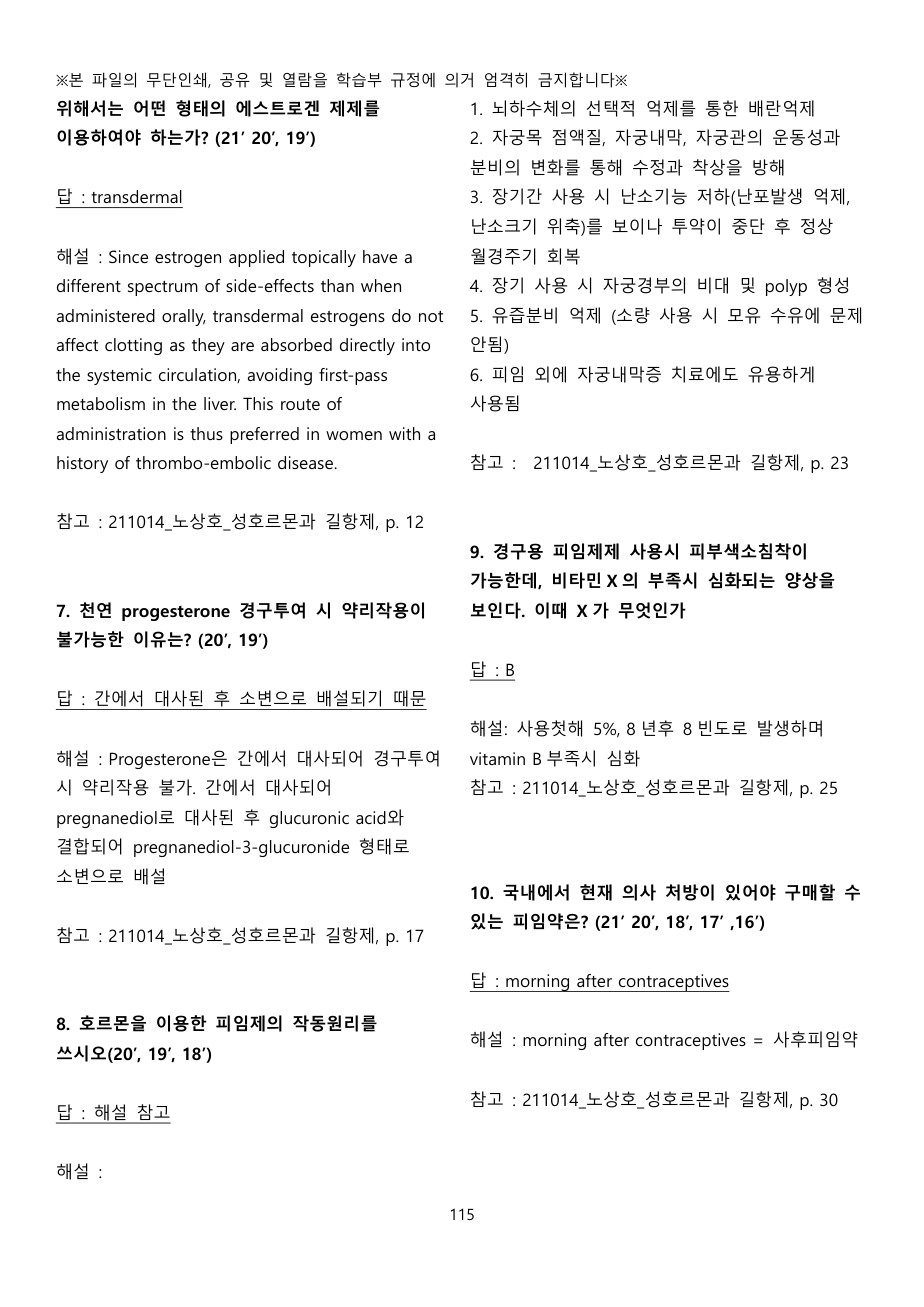 ※본 파일의 무단인쇄, 공유 및 열람을 학습부 규정에 의거 엄격히 금지합니다※
위해서는 어떤 형태의 에스트로겐 제제를
이용하여야 하는가? (21’ 20’, 19’)
답 : transdermal
해설 : Since estrogen applied topically have a
different spectrum of side-effects than when
administered orally, transdermal estrogens do not
affect clotting as they are absorbed directly into
the systemic circulation, avoiding first-pass
metabolism in the liver. This route of
administration is thus preferred in women with a
history of thrombo-embolic disease.
참고 : 211014_노상호_성호르몬과 길항제, p. 12
7. 천연 progesterone 경구투여 시 약리작용이
불가능한 이유는? (20’, 19’)
답 : 간에서 대사된 후 소변으로 배설되기 때문
해설 : Progesterone은 간에서 대사되어 경구투여
시 약리작용 불가. 간에서 대사되어
pregnanediol로 대사된 후 glucuronic acid와
결합되어 pregnanediol-3-glucuronide 형태로
소변으로 배설
참고 : 211014_노상호_성호르몬과 길항제, p. 17
8. 호르몬을 이용한 피임제의 작동원리를
쓰시오(20’, 19’, 18’)
답 : 해설 참고
해설 :
1. 뇌하수체의 선택적 억제를 통한 배란억제
2. 자궁목 점액질, 자궁내막, 자궁관의 운동성과
분비의 변화를 통해 수정과 착상을 방해
3. 장기간 사용 시 난소기능 저하(난포발생 억제,
난소크기 위축)를 보이나 투약이 중단 후 정상
월경주기 회복
4. 장기 사용 시 자궁경부의 비대 및 polyp 형성
5. 유즙분비 억제 (소량 사용 시 모유 수유에 문제
안됨)
6. 피임 외에 자궁내막증 치료에도 유용하게
사용됨
참고 : 211014_노상호_성호르몬과 길항제, p. 23
9. 경구용 피임제제 사용시 피부색소침착이
가능한데, 비타민 X 의 부족시 심화되는 양상을
보인다. 이때 X 가 무엇인가
답 : B
해설: 사용첫해 5%, 8 년후 8 빈도로 발생하며
vitamin B 부족시 심화
참고 : 211014_노상호_성호르몬과 길항제, p. 25
10. 국내에서 현재 의사 처방이 있어야 구매할 수
있는 피임약은? (21’ 20’, 18’, 17’ ,16’)
답 : morning after contraceptives
해설 : morning after contraceptives = 사후피임약
참고 : 211014_노상호_성호르몬과 길항제, p. 30
115